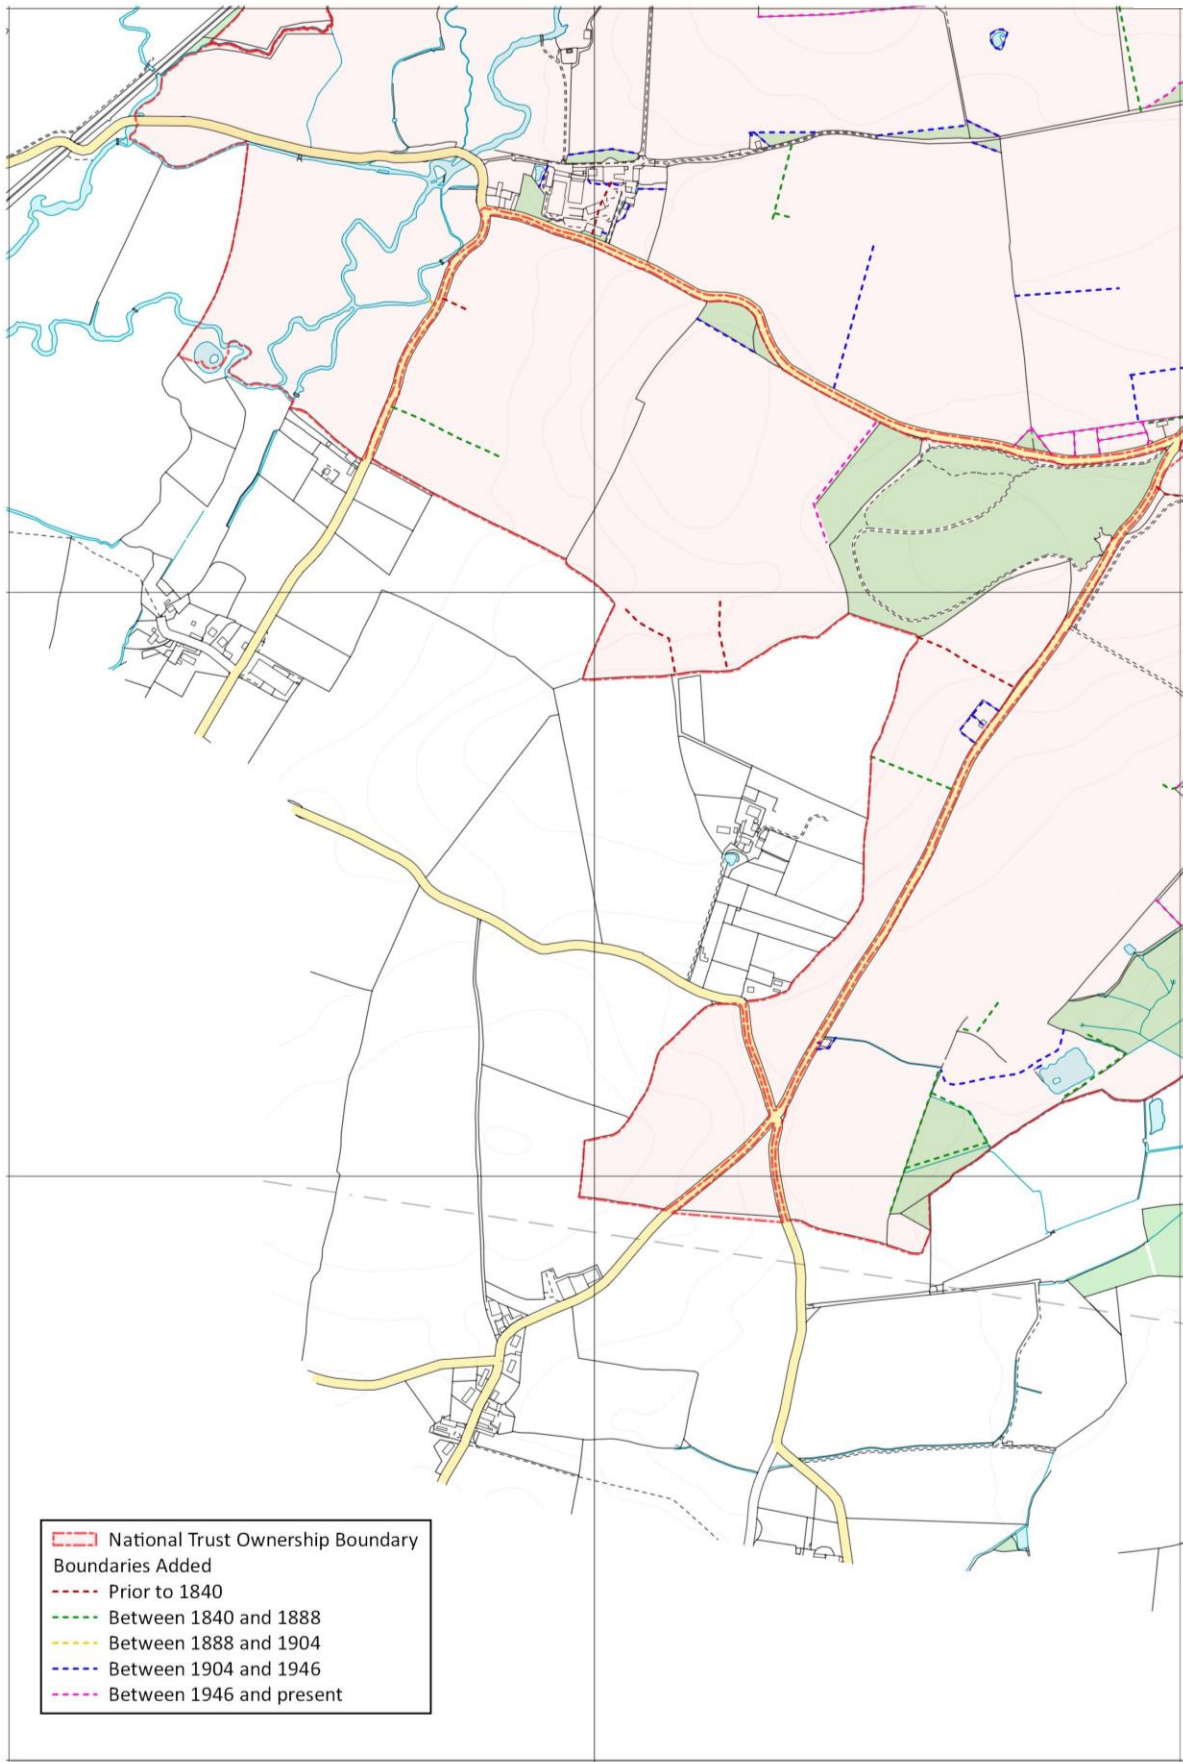 National Trust Ownership Boundary
Boundaries Added
Prior to 1840
Between 1840 and 1888
Between 1888 and 1904
Between 1904 and 1946
Between 1946 and present